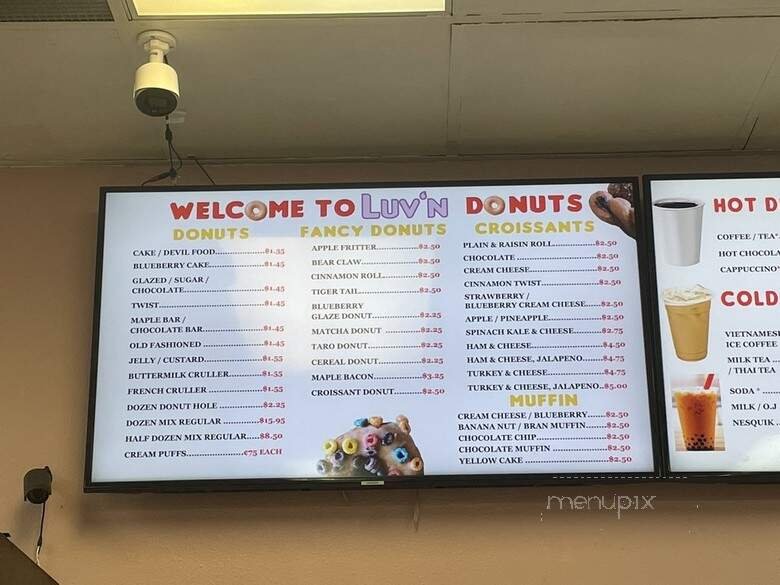 WELCOME TO LUV'N DONUTS
DONUTS
CAKE / DEVIL FOOD..................$1.35
BLUEBERRY CAKE..................$1.45
GLAZED / SUGAR /
CHOCOLATE..................$1.45
TWIST..................$1.45
MAPLE BAR /
CHOCOLATE BAR..................$1.45
OLD FASHIONED ..................$1.45
JELLY / CUSTARD..................$1.55
BUTTERMILK CRULLER..........$1.55
FRENCH CRULLER ..................$1.55
DOZEN DONUT HOLE ..............$2.25
DOZEN MIX REGULAR ..........$15.95
HALF DOZEN MIX REGULAR.....$8.50
CREAM PUFFS..................¢75 EACH
FANCY DONUTS
APPLE FRITTER..................$2.50
BEAR CLAW..................$2.50
CINNAMON ROLL..................$2.50
TIGER TAIL..................$2.50
BLUEBERRY
GLAZE DONUT..................$2.25
MATCHA DONUT ..................$2.25
TARO DONUT..................$2.25
CEREAL DONUT..................$2.25
MAPLE BACON..................$3.25
CROISSANT DONUT..........$2.50
CROISSANTS
PLAIN & RAISIN ROLL..............$2.50
CHOCOLATE ..................$2.50
CREAM CHEESE..................$2.50
CINNAMON TWIST..................$2.50
STRAWBERRY /
BLUEBERRY CREAM CHEESE......$2.50
APPLE / PINEAPPLE..................$2.50
SPINACH KALE & CHEESE..........$2.75
HAM & CHEESE..................$4.50
HAM & CHEESE, JALAPENO.......$4.75
TURKEY & CHEESE..................$4.75
TURKEY & CHEESE, JALAPENO..$5.00
MUFFIN
CREAM CHEESE / BLUEBERRY......$2.50
BANANA NUT / BRAN MUFFIN.......$2.50
CHOCOLATE CHIP..................$2.50
CHOCOLATE MUFFIN ..................$2.50
YELLOW CAKE ..................$2.50
HOT D
COFFEE / TEA
HOT CHOCOLA
CAPPUCCINO
COLD
VIETNAMES
ICE COFFEE
MILK TEA ...
/ THAI TEA
SODA
MILK / O.J
NESQUIK ..
menupix